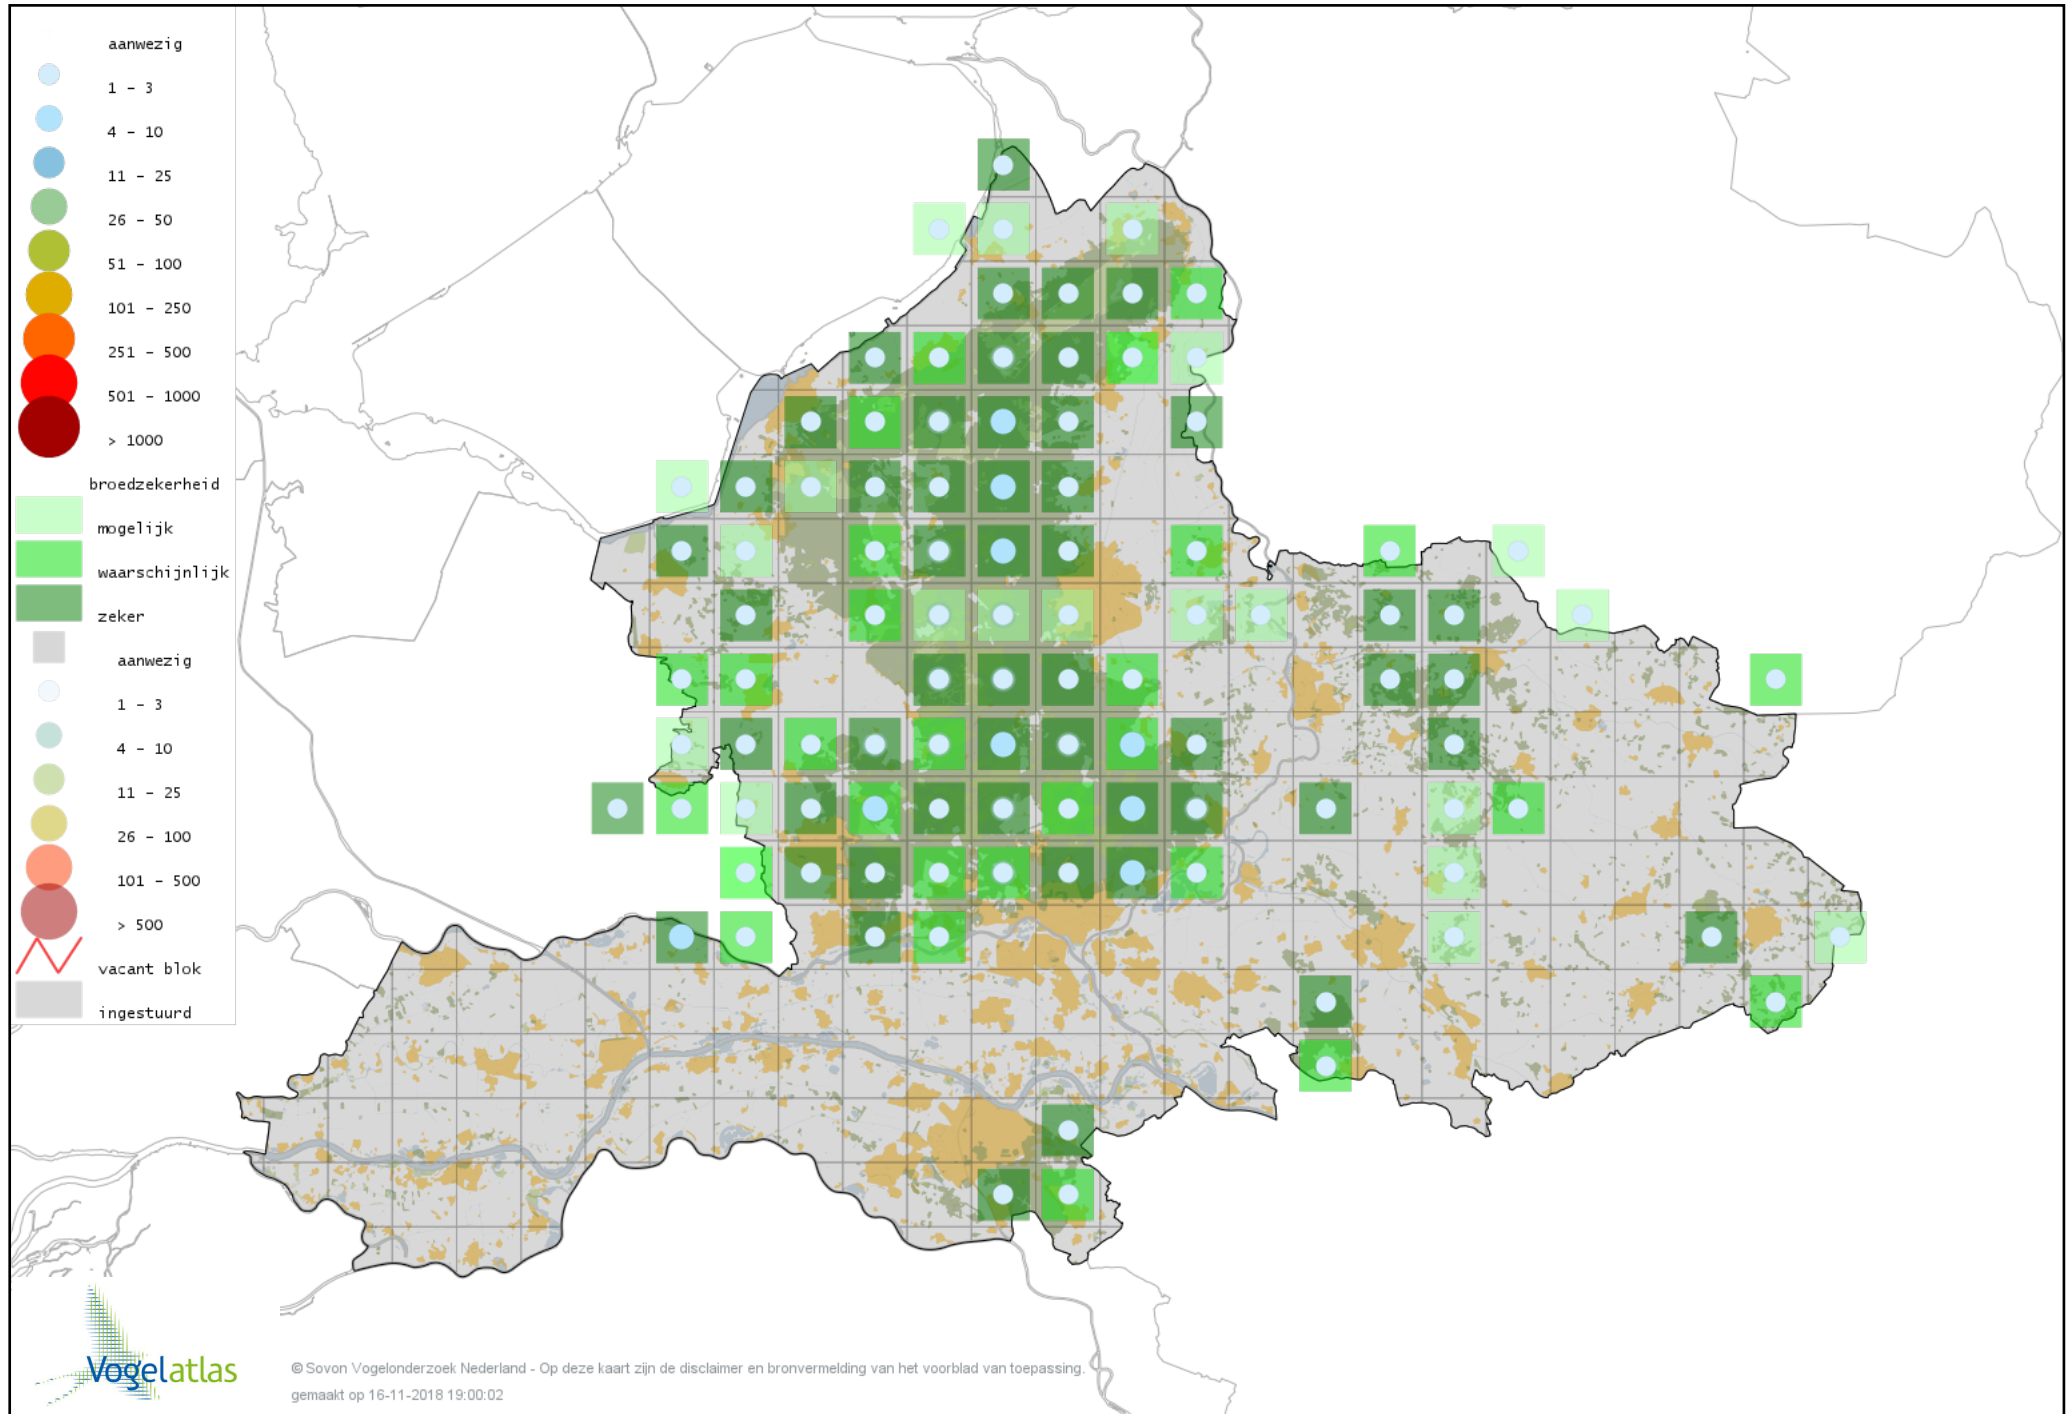 aanwezig
1 - 3
4 - 10
11 - 25
26 - 50
51 - 100
101 - 250
251 - 500
501 - 1000
> 1000
broedzekerheid
mogelijk
waarschijnlijk
zeker
aanwezig
1 - 3
4 - 10
11 - 25
26 - 100
101 - 500
> 500
vacant blok
ingestuurd
Vogelatlas
© Sovon Vogelonderzoek Nederland - Op deze kaart zijn de disclaimer en bronvermelding van het voorblad van toepassing.
gemaakt op 16-11-2018 19:00:02